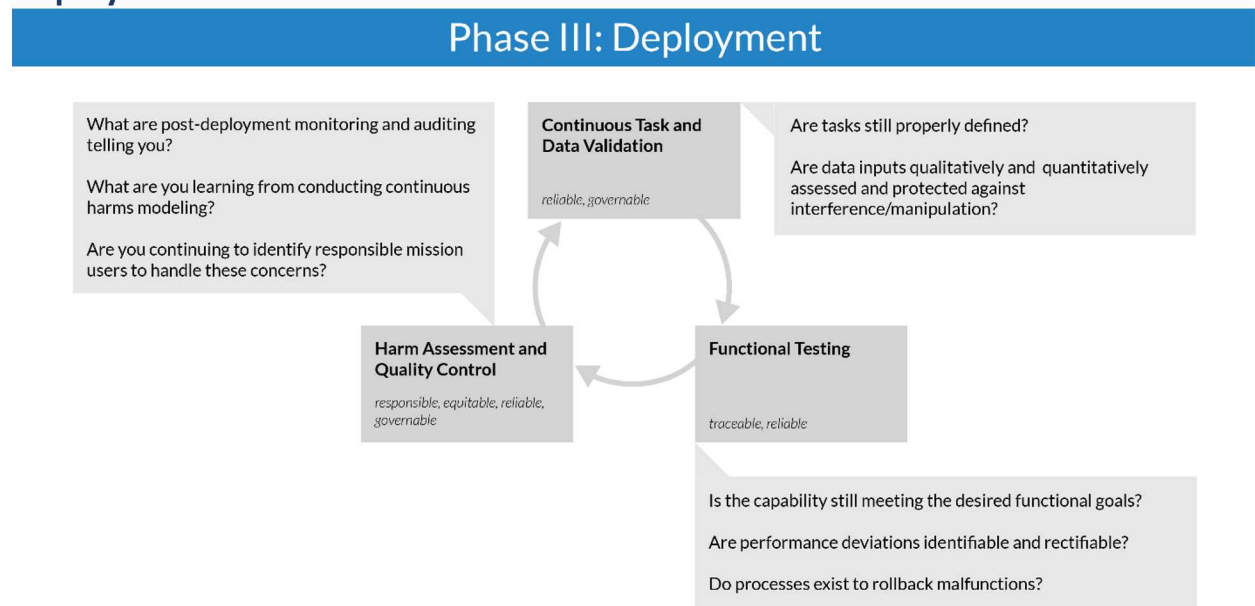 Phase III: Deployment
What are post-deployment monitoring and auditing
telling you?
What are you learning from conducting continuous
harms modeling?
Are you continuing to identify responsible mission
users to handle these concerns?
Continuous Task and
Data Validation
reliable, governable
Are tasks still properly defined?
Are data inputs qualitatively and quantitatively
assessed and protected against
interference/manipulation?
Harm Assessment and
Quality Control
responsible, equitable, reliable,
governable
Functional Testing
traceable, reliable
Is the capability still meeting the desired functional goals?
Are performance deviations identifiable and rectifiable?
Do processes exist to rollback malfunctions?